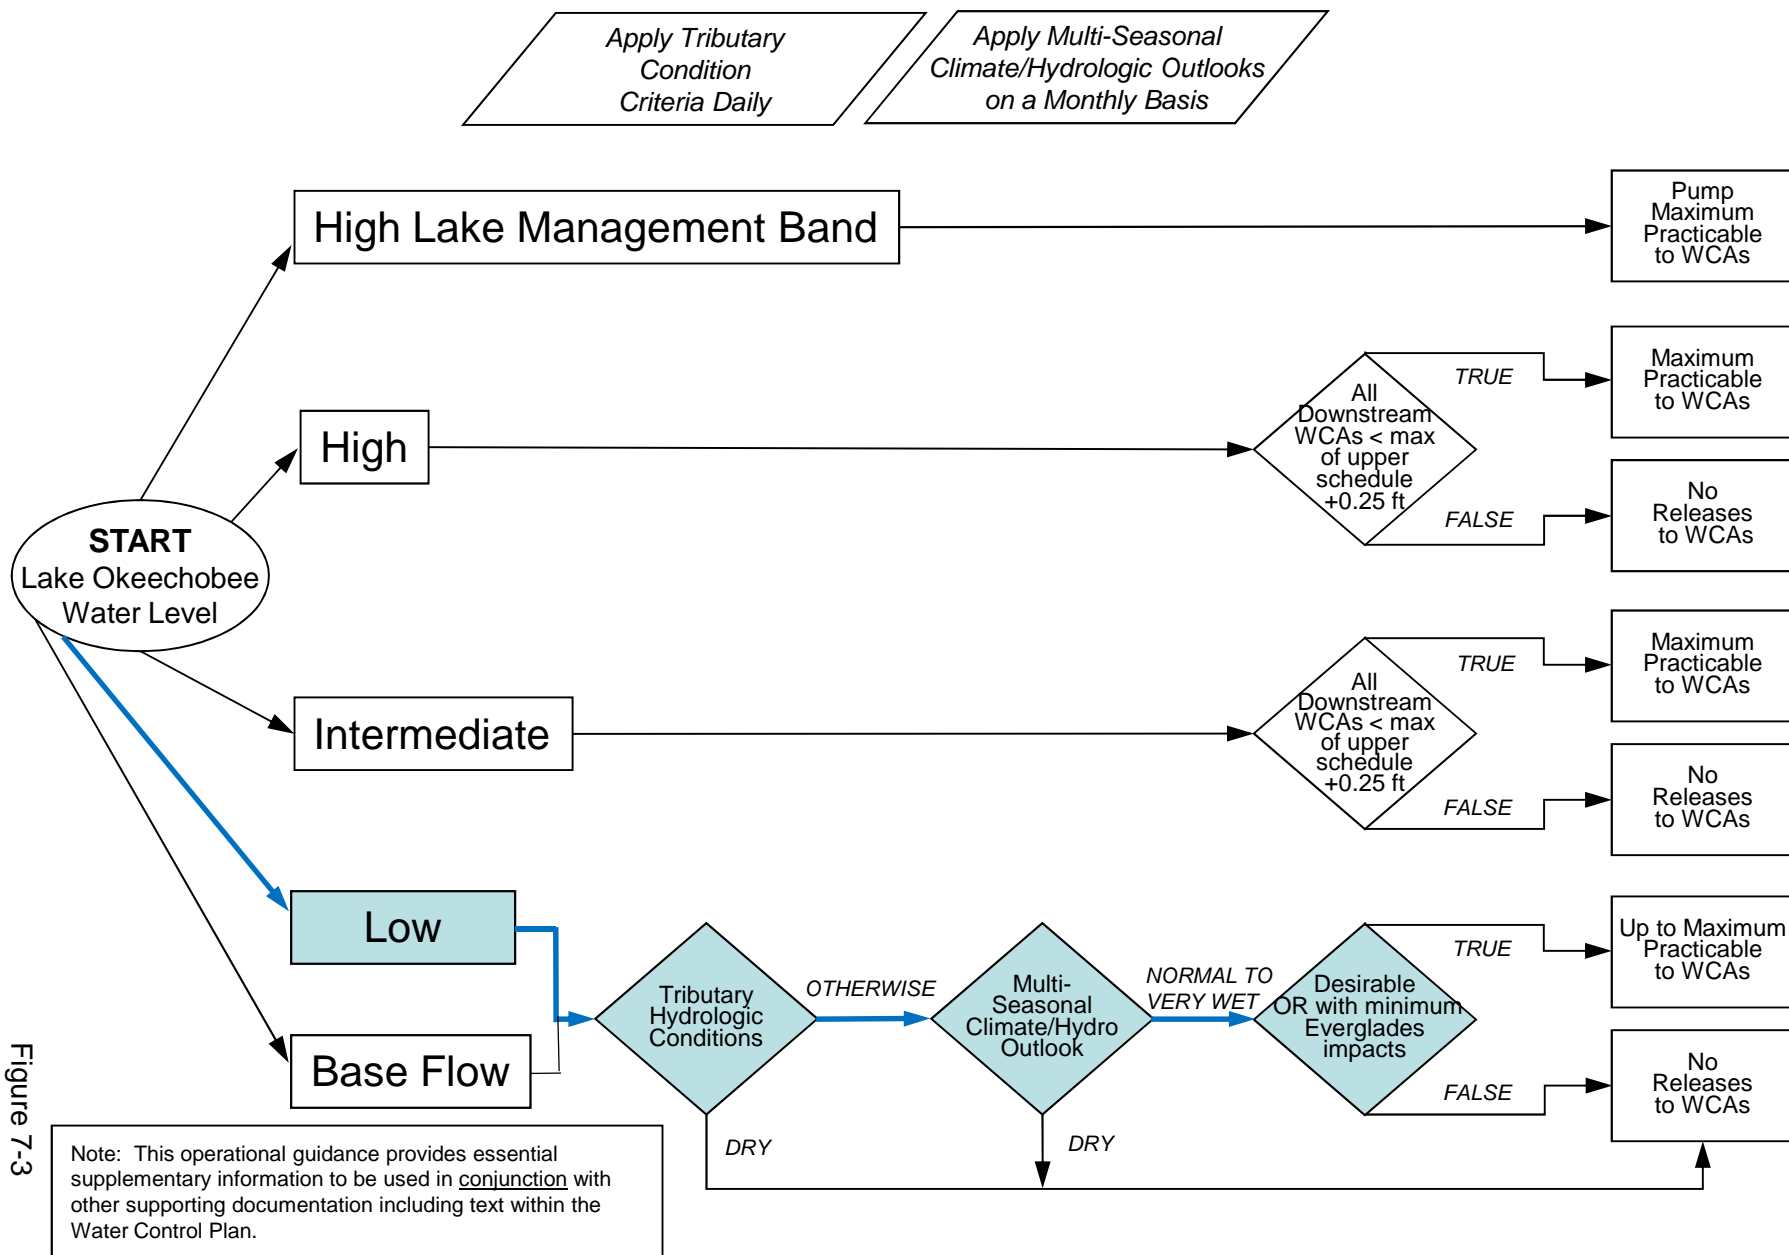 Apply Tributary
Condition
Criteria Daily
Apply Multi-Seasonal
Climate/Hydrologic Outlooks
on a Monthly Basis
High Lake Management Band
Pump
Maximum
Practicable
to WCAs
High
All
Downstream
WCAs < max
of upper
schedule
+0.25 ft
TRUE
Maximum
Practicable
to WCAs
FALSE
No
Releases
to WCAs
START
Lake Okeechobee
Water Level
Intermediate
All
Downstream
WCAs < max
of upper
schedule
+0.25 ft
TRUE
Maximum
Practicable
to WCAs
FALSE
No
Releases
to WCAs
Low
Base Flow
Tributary
Hydrologic
Conditions
OTHERWISE
DRY
Multi-
Seasonal
Climate/Hydro
Outlook
NORMAL TO
VERY WET
DRY
Desirable
OR with minimum
Everglades
impacts
TRUE
Up to Maximum
Practicable
to WCAs
FALSE
No
Releases
to WCAs
Figure 7-3
Note: This operational guidance provides essential
supplementary information to be used in conjunction with
other supporting documentation including text within the
Water Control Plan.